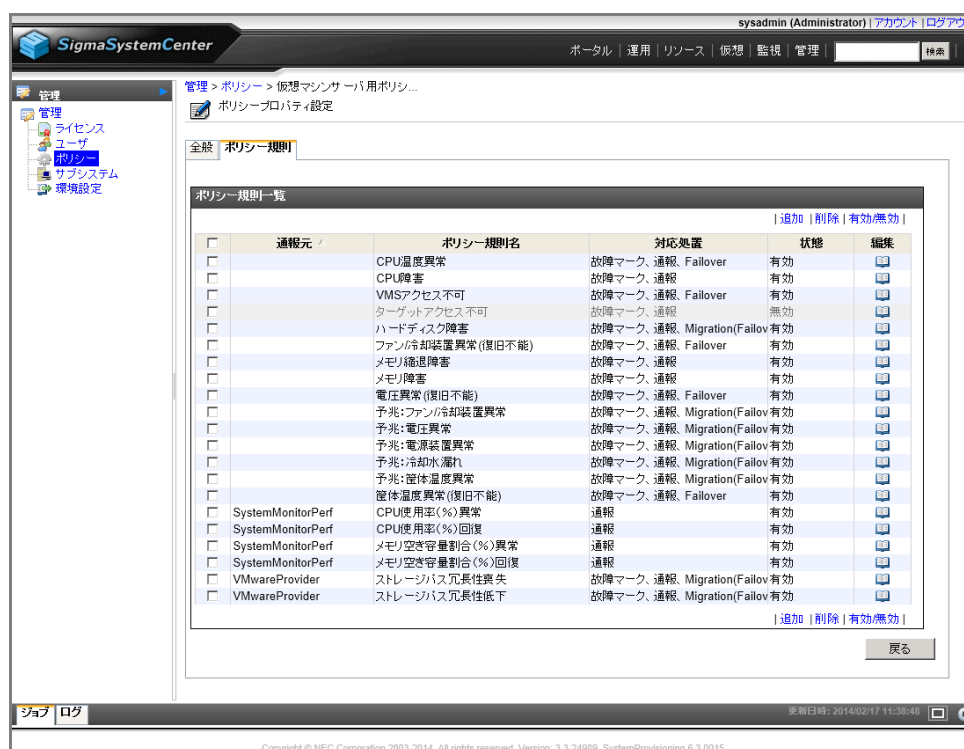 sysadmin (Administrator) | アカウント | ログアウ
SigmaSystemCenter
ポータル | 運用 | リソース | 仮想 | 監視 | 管理 |
検索
管理
管理
ライセンス
ユーザ
ポリシー
サブシステム
環境設定
管理 > ポリシー > 仮想マシンサーバ用ポリシ...
ポリシープロパティ設定
全般 ポリシー規則
ポリシー規則一覧
| 追加 | 削除 | 有効/無効 |
通報元 ポリシー規則名 対応処置 状態 編集
CPU温度異常 故障マーク、通報、Failover 有効
CPU障害 故障マーク、通報 有効
VMSアクセス不可 故障マーク、通報、Failover 有効
ターゲットアクセス不可 故障マーク、通報 無効
ハードディスク障害 故障マーク、通報、Migration(Failov 有効
ファン/冷却装置異常(復旧不能) 故障マーク、通報、Failover 有効
メモリ縮退障害 故障マーク、通報 有効
メモリ障害 故障マーク、通報 有効
電圧異常(復旧不能) 故障マーク、通報、Failover 有効
予兆:ファン/冷却装置異常 故障マーク、通報、Migration(Failov 有効
予兆:電圧異常 故障マーク、通報、Migration(Failov 有効
予兆:電源装置異常 故障マーク、通報、Migration(Failov 有効
予兆:冷却水漏れ 故障マーク、通報、Migration(Failov 有効
予兆:筐体温度異常 故障マーク、通報、Migration(Failov 有効
筐体温度異常(復旧不能) 故障マーク、通報、Failover 有効
SystemMonitorPerf CPU使用率(%)異常 通報 有効
SystemMonitorPerf CPU使用率(%)回復 通報 有効
SystemMonitorPerf メモリ空き容量割合(%)異常 通報 有効
SystemMonitorPerf メモリ空き容量割合(%)回復 通報 有効
VMwareProvider ストレージパス冗長性喪失 故障マーク、通報、Migration(Failov 有効
VMwareProvider ストレージパス冗長性低下 故障マーク、通報、Migration(Failov 有効
| 追加 | 削除 | 有効/無効 |
戻る
ジョブ ログ
更新日時: 2014/02/17 11:38:48
Copyright © NEC Corporation 2003-2014. All rights reserved. Version: 3.3-24989, SystemProvisioning 6.3.0015